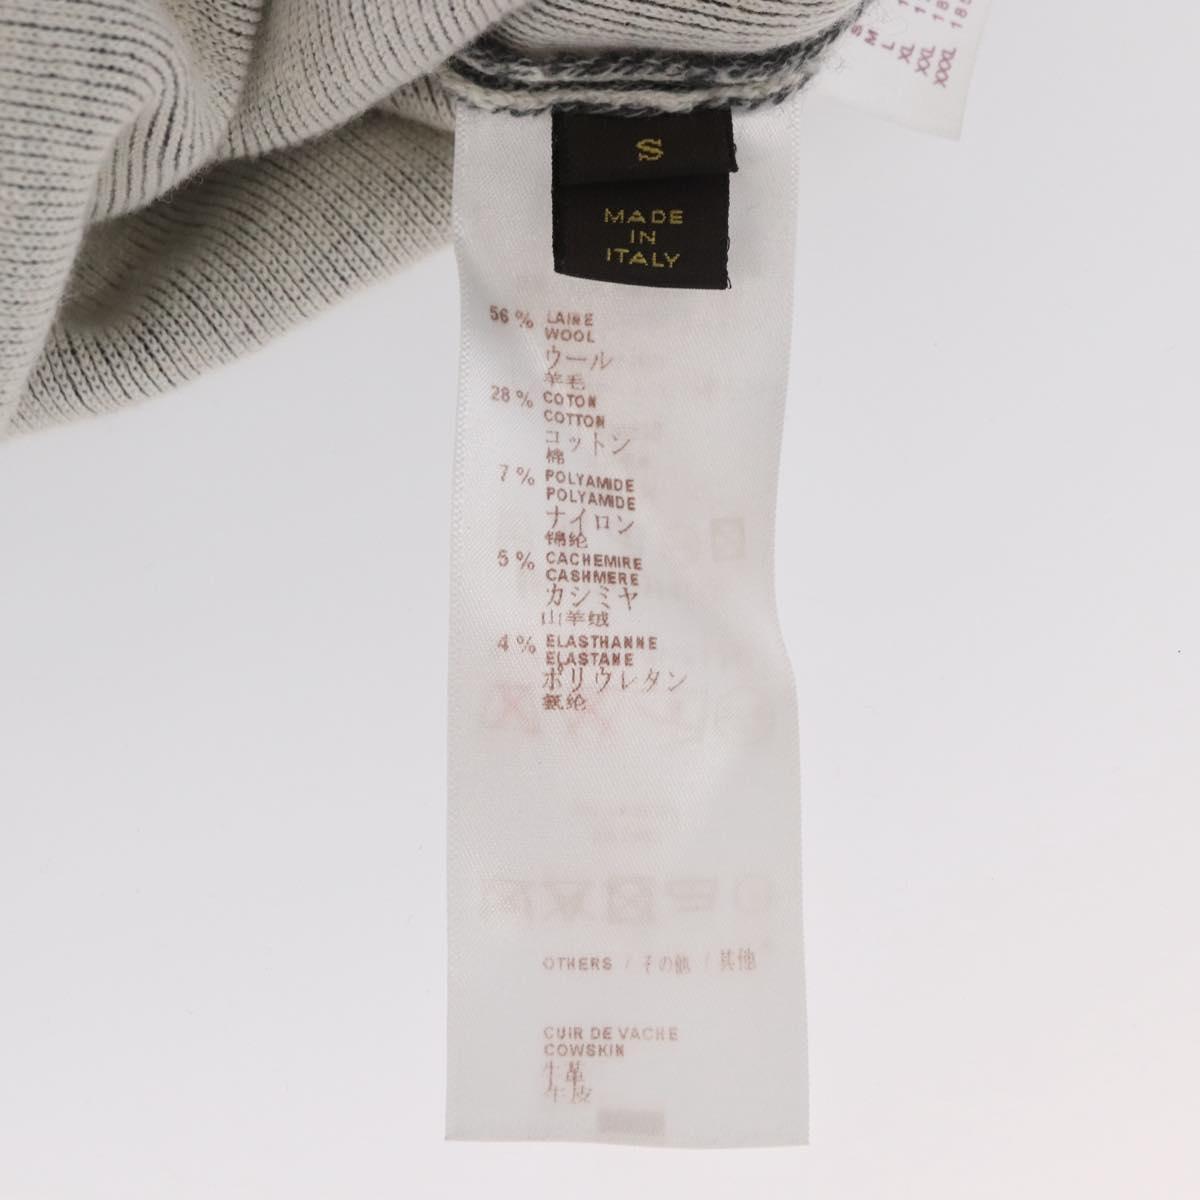 S
M
L
XL
XXL
XXXL
S
MADE
IN
ITALY
56 % LAINE
WOOL
ウール
羊毛
28 % COTON
COTTON
コットン
棉
7 % POLYAMIDE
POLYAMIDE
ナイロン
锦纶
5 % CACHEMIRE
CASHMERE
カシミヤ
山羊绒
4 % ELASTHANNE
ELASTANE
ポリウレタン
氨纶
OTHERS / その他 / 其他
CUIR DE VACHE
COWSKIN
牛革
牛皮